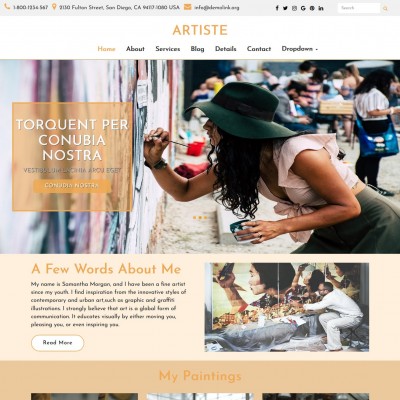 1-800-1234-567 2130 Fulton Street, San Diego, CA 94117-1080 USA info@demolink.org Search
ARTISTE
Home About Services Blog Details Contact Dropdown
TORQUENT PER
CONUBIA
NOSTRA
VESTIBULUM LACINIA ARCU EGET
CONUBIA NOSTRA
A Few Words About Me
My name is Samantha Morgan, and I have been a fine artist
since my youth. I find inspiration from the innovative styles of
contemporary and urban art,such as graphic and graffiti
illustrations. I strongly believe that art is a global form of
communication. It educates visually by either moving you,
pleasing you, or even inspiring you.
Read More
My Paintings